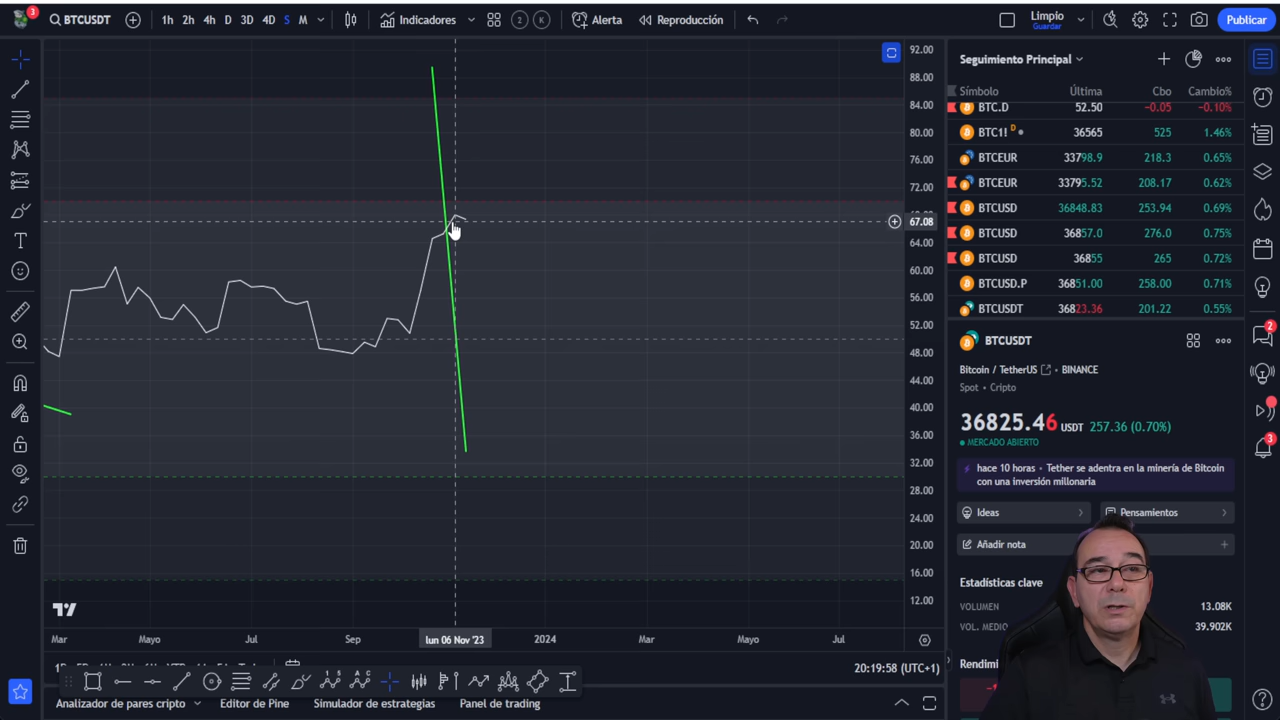 3
BTCUSDT
1h 2h 4h D 3D 4D S M
Indicadores
2 K
Alerta
Reproducción
Limpio
Guardar
Publicar
92.00
88.00
84.00
80.00
76.00
72.00
67.08
64.00
60.00
56.00
52.00
48.00
44.00
40.00
36.00
32.00
28.00
24.00
20.00
16.00
12.00
Mar Mayo Jul Sep lun 06 Nov '23 2024 Mar Mayo Jul
20:19:58 (UTC+1)
Analizador de pares cripto Editor de Pine Simulador de estrategias Panel de trading
Seguimiento Principal
Símbolo Última Cbo Cambio%
BTC.D 52.50 -0.05 -0.10%
BTC1! D 36565 525 1.46%
BTCEUR 33798.9 218.3 0.65%
BTCEUR 33795.52 208.17 0.62%
BTCUSD 36848.83 253.94 0.69%
BTCUSD 36857.0 276.0 0.75%
BTCUSD 36855 265 0.72%
BTCUSD.P 36851.00 258.00 0.71%
BTCUSDT 36823.36 201.22 0.55%
BTCUSDT
Bitcoin / TetherUS • BINANCE
Spot • Cripto
36825.46 USDT 257.36 (0.70%)
MERCADO ABIERTO
hace 10 horas • Tether se adentra en la minería de Bitcoin
con una inversión millonaria
Ideas
Pensamientos
Añadir nota
Estadísticas clave
VOLUMEN 13.08K
VOL. MEDIO 39.902K
Rendimi
2
3